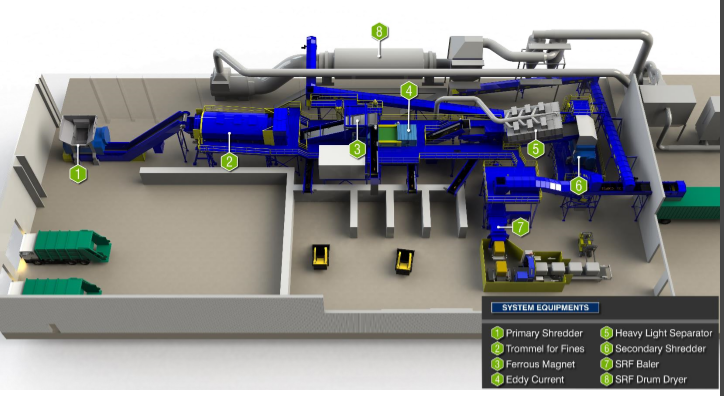 8
4
3
5
1
2
6
7
SYSTEM EQUIPMENTS
1 Primary Shredder
2 Trommel for Fines
3 Ferrous Magnet
4 Eddy Current
5 Heavy Light Separator
6 Secondary Shredder
7 SRF Baler
8 SRF Drum Dryer